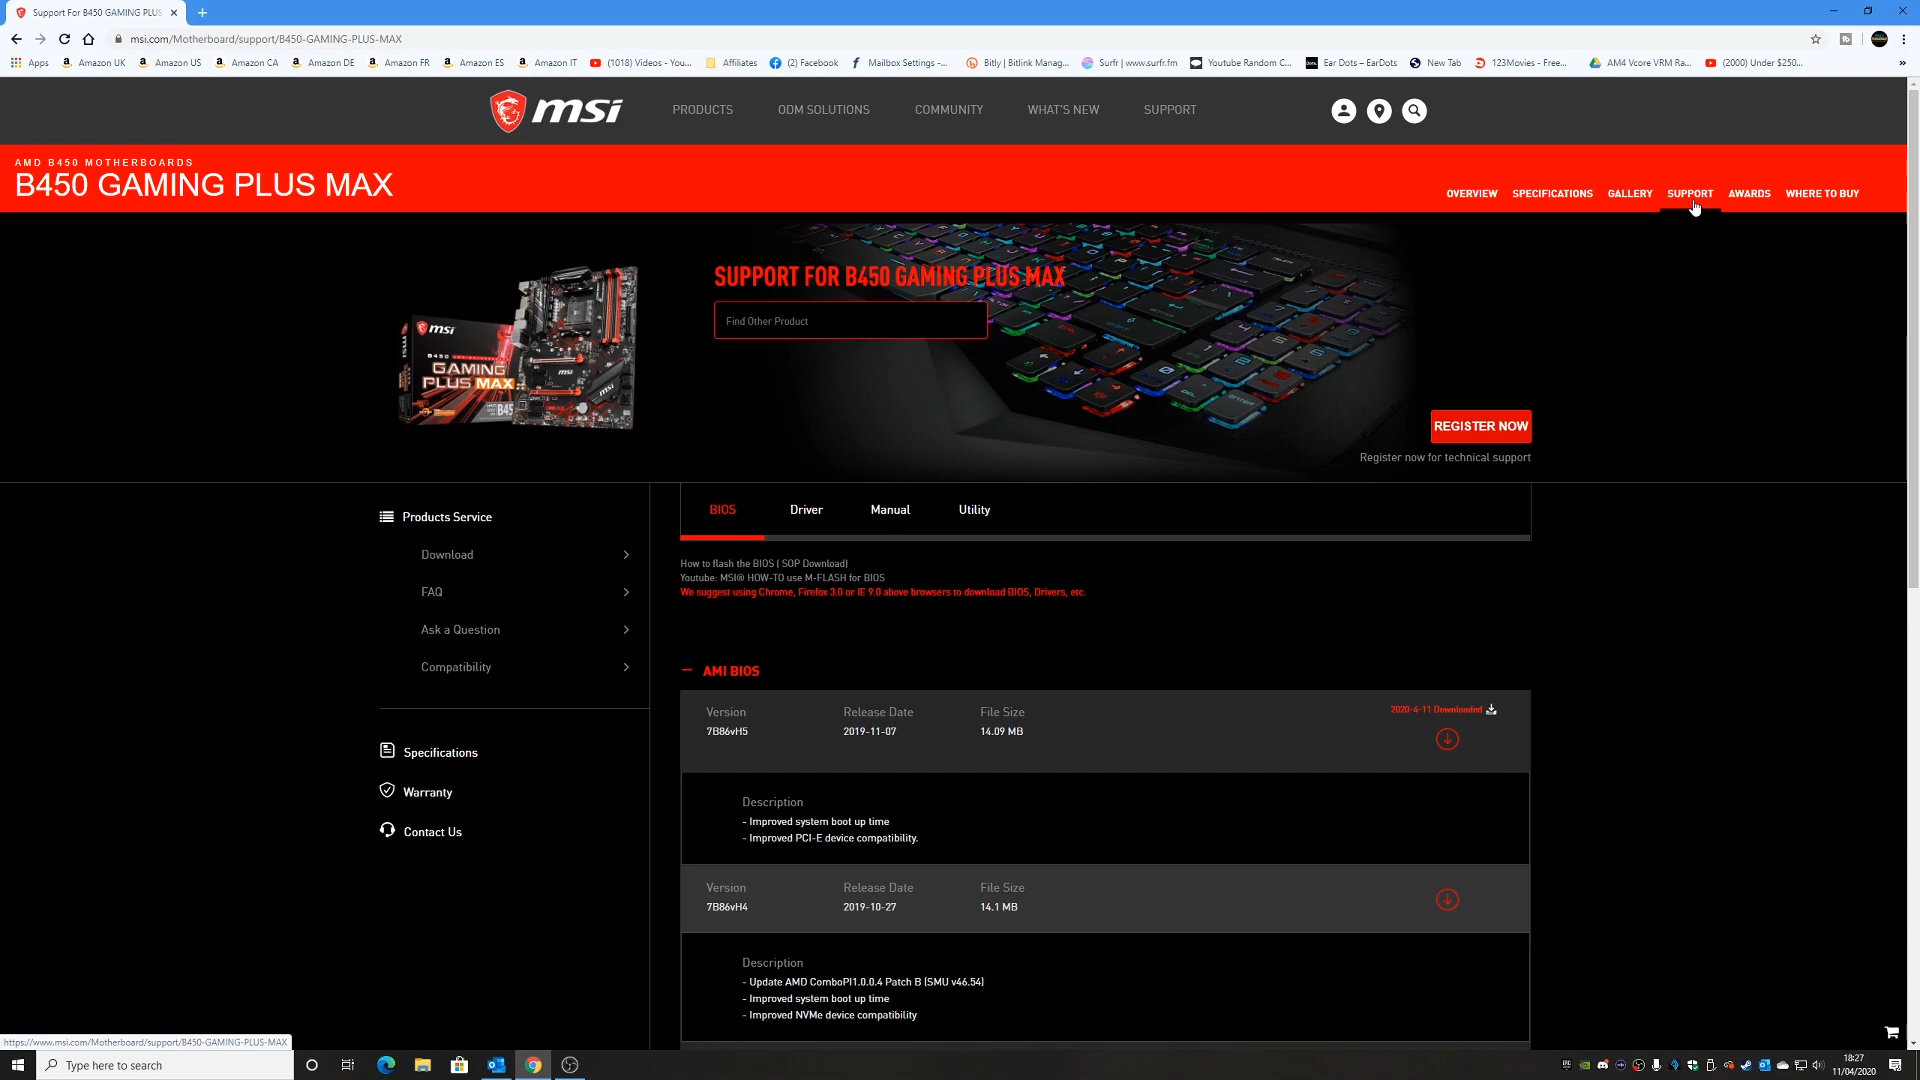 Support For B450 GAMING PLUS
msi.com/Motherboard/support/B450-GAMING-PLUS-MAX
Apps
Amazon UK
Amazon US
Amazon CA
Amazon DE
Amazon FR
Amazon ES
Amazon IT
(1018) Videos - You...
Affiliates
(2) Facebook
Mailbox Settings -...
Bitly | Bitlink Manag...
Surfr | www.surfr.fm
Youtube Random C...
Ear Dots – EarDots
New Tab
123Movies - Free...
AM4 Vcore VRM Ra...
(2000) Under $250...
»
msi
PRODUCTS
ODM SOLUTIONS
COMMUNITY
WHAT'S NEW
SUPPORT
AMD B450 MOTHERBOARDS
B450 GAMING PLUS MAX
OVERVIEW
SPECIFICATIONS
GALLERY
SUPPORT
AWARDS
WHERE TO BUY
SUPPORT FOR B450 GAMING PLUS MAX
Find Other Product
msi
GAMING
PLUS MAX
REGISTER NOW
Register now for technical support
Products Service
Download
FAQ
Ask a Question
Compatibility
Specifications
Warranty
Contact Us
BIOS
Driver
Manual
Utility
How to flash the BIOS ( SOP Download)
Youtube: MSI® HOW-TO use M-FLASH for BIOS
We suggest using Chrome, Firefox 3.0 or IE 9.0 above browsers to download BIOS, Drivers, etc.
AMI BIOS
Version
Release Date
File Size
2020-4-11 Downloaded
7B86vH5
2019-11-07
14.09 MB
Description
- Improved system boot up time
- Improved PCI-E device compatibility.
Version
Release Date
File Size
7B86vH4
2019-10-27
14.1 MB
Description
- Update AMD ComboPI1.0.0.4 Patch B (SMU v46.54)
- Improved system boot up time
- Improved NVMe device compatibility
https://www.msi.com/Motherboard/support/B450-GAMING-PLUS-MAX
Type here to search
18:27
11/04/2020